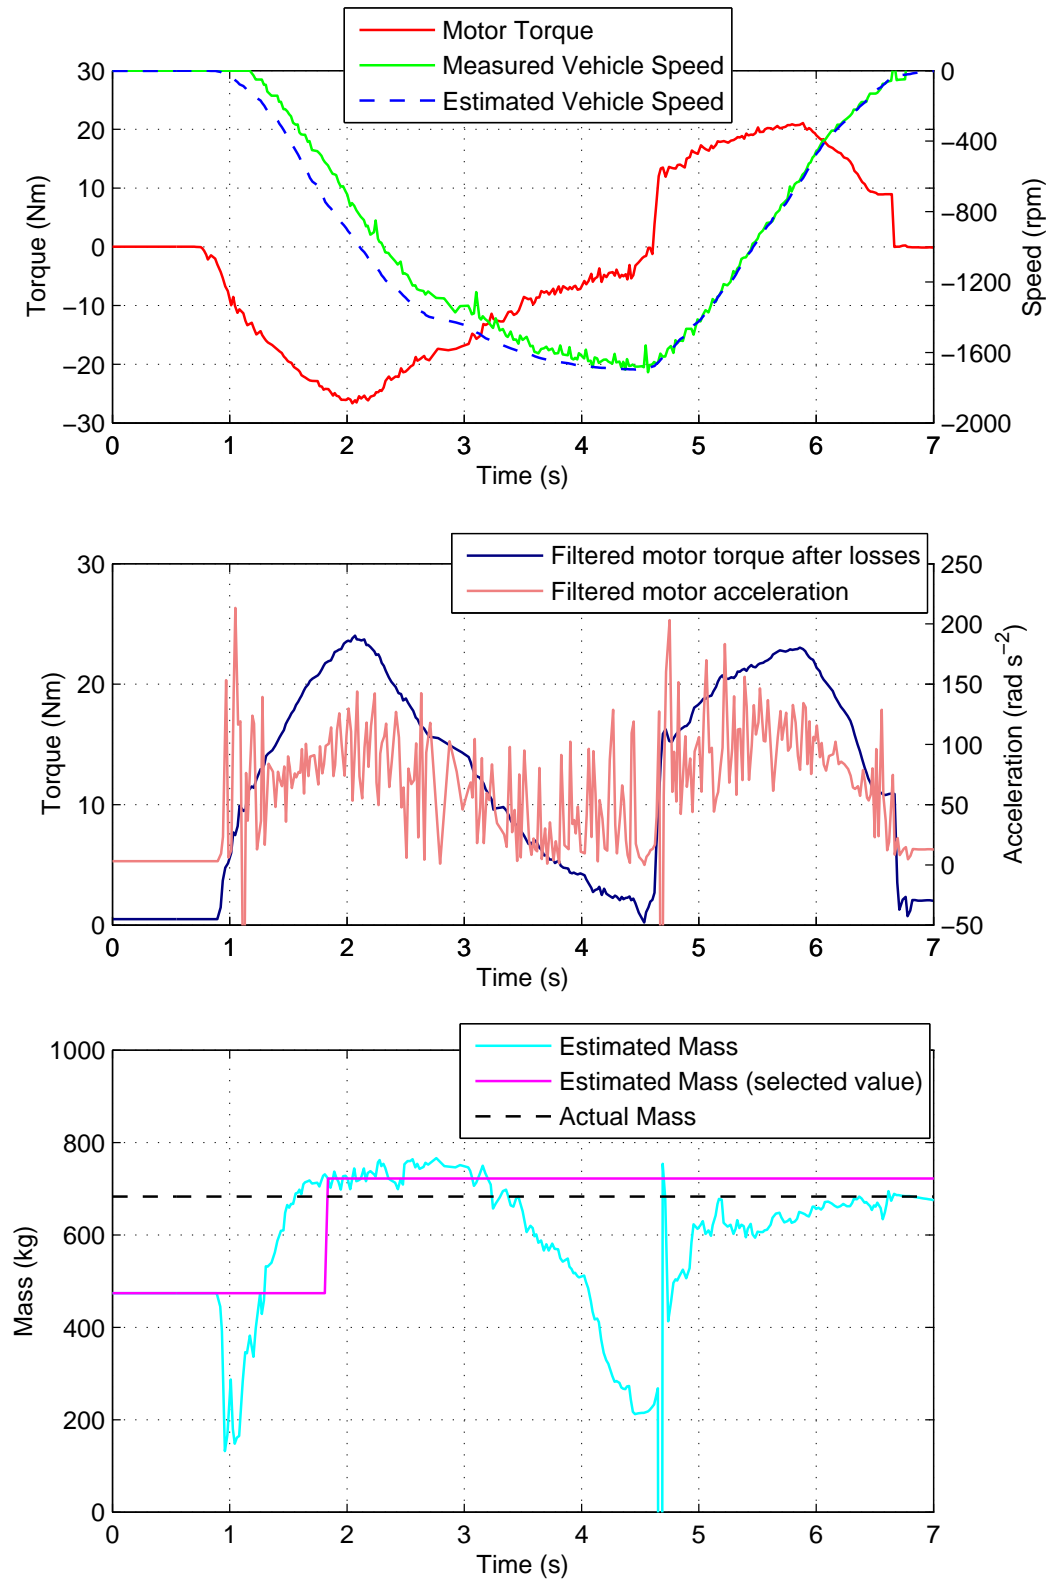 Motor Torque
Measured Vehicle Speed
Estimated Vehicle Speed
30
20
10
0
−10
−20
−30
Torque (Nm)
0
−400
−800
−1200
−1600
−2000
Speed (rpm)
0 1 2 3 4 5 6 7
Time (s)
Filtered motor torque after losses
Filtered motor acceleration
30
20
10
0
Torque (Nm)
250
200
150
100
50
0
−50
Acceleration (rad s−2)
0 1 2 3 4 5 6 7
Time (s)
Estimated Mass
Estimated Mass (selected value)
Actual Mass
1000
800
600
400
200
0
Mass (kg)
0 1 2 3 4 5 6 7
Time (s)